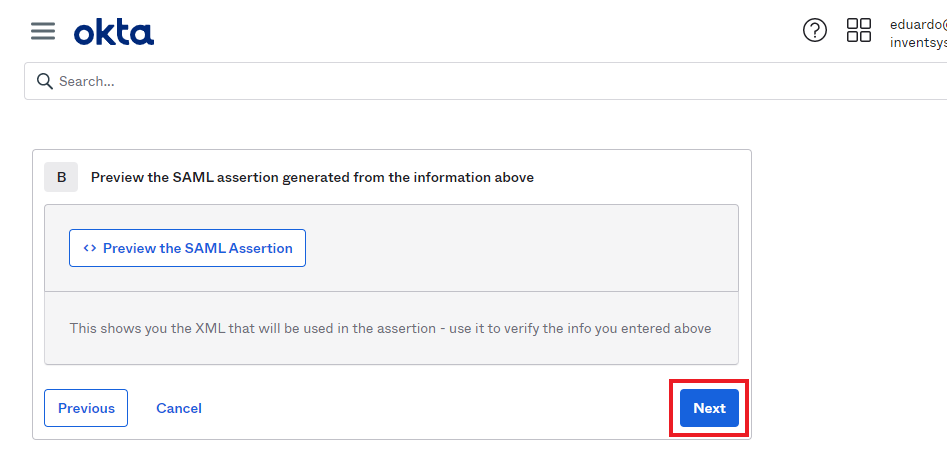 okta
eduardo@
inventsys
Search...
B Preview the SAML assertion generated from the information above
<> Preview the SAML Assertion
This shows you the XML that will be used in the assertion - use it to verify the info you entered above
Previous Cancel Next